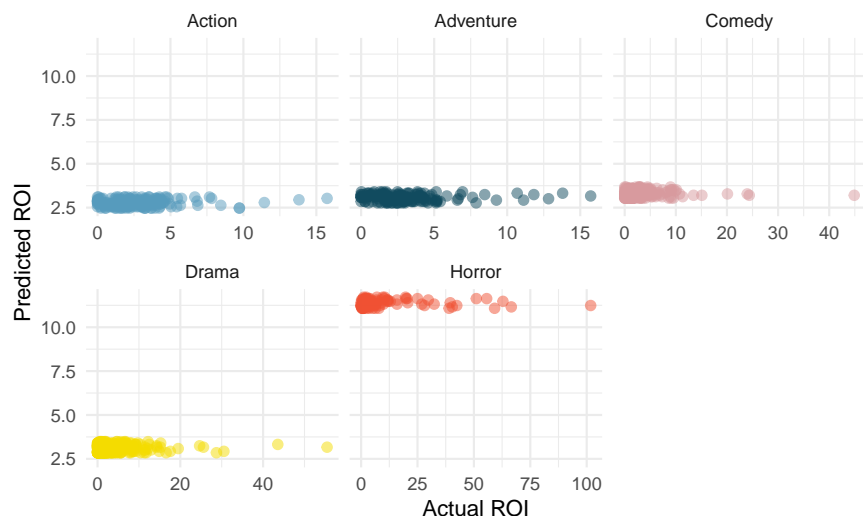 Action Adventure Comedy
10.0
7.5
5.0
2.5
0 5 10 15 0 5 10 15 0 10 20 30 40
Predicted ROI
Drama Horror
10.0
7.5
5.0
2.5
0 20 40 0 25 50 75 100
Actual ROI